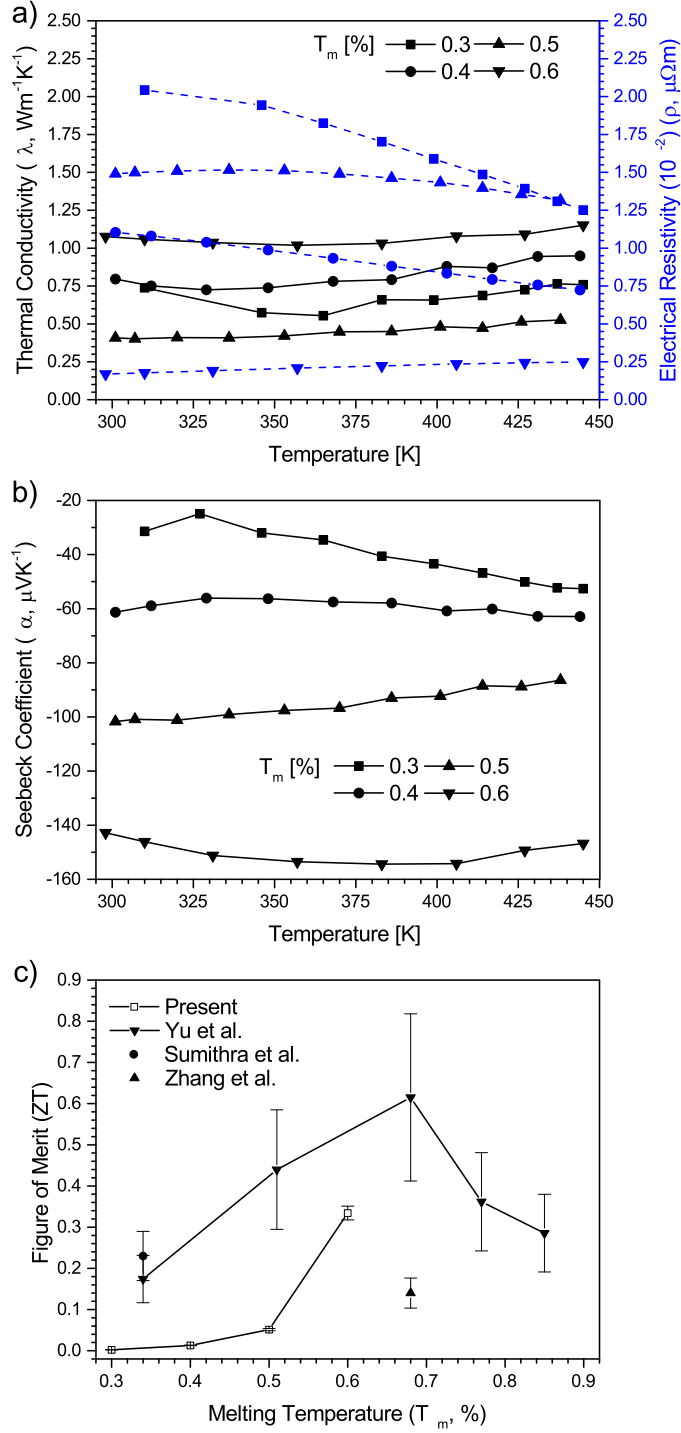 a)
T_m [%] 0.3 0.5
0.4 0.6
2.50 2.50
2.25 2.25
2.00 2.00
1.75 1.75
1.50 1.50
1.25 1.25
1.00 1.00
0.75 0.75
0.50 0.50
0.25 0.25
0.00 0.00
Thermal Conductivity ( λ, Wm⁻¹K⁻¹)
Electrical Resistivity (10⁻²) (ρ, μΩm)
300 325 350 375 400 425 450
Temperature [K]
b)
-20
-40
-60
-80
-100
-120
-140
-160
Seebeck Coefficient ( α, μVK⁻¹)
T_m [%] 0.3 0.5
0.4 0.6
300 325 350 375 400 425 450
Temperature [K]
c)
Present
Yu et al.
Sumithra et al.
Zhang et al.
0.9
0.8
0.7
0.6
0.5
0.4
0.3
0.2
0.1
0.0
Figure of Merit (ZT)
0.3 0.4 0.5 0.6 0.7 0.8 0.9
Melting Temperature (T_m, %)